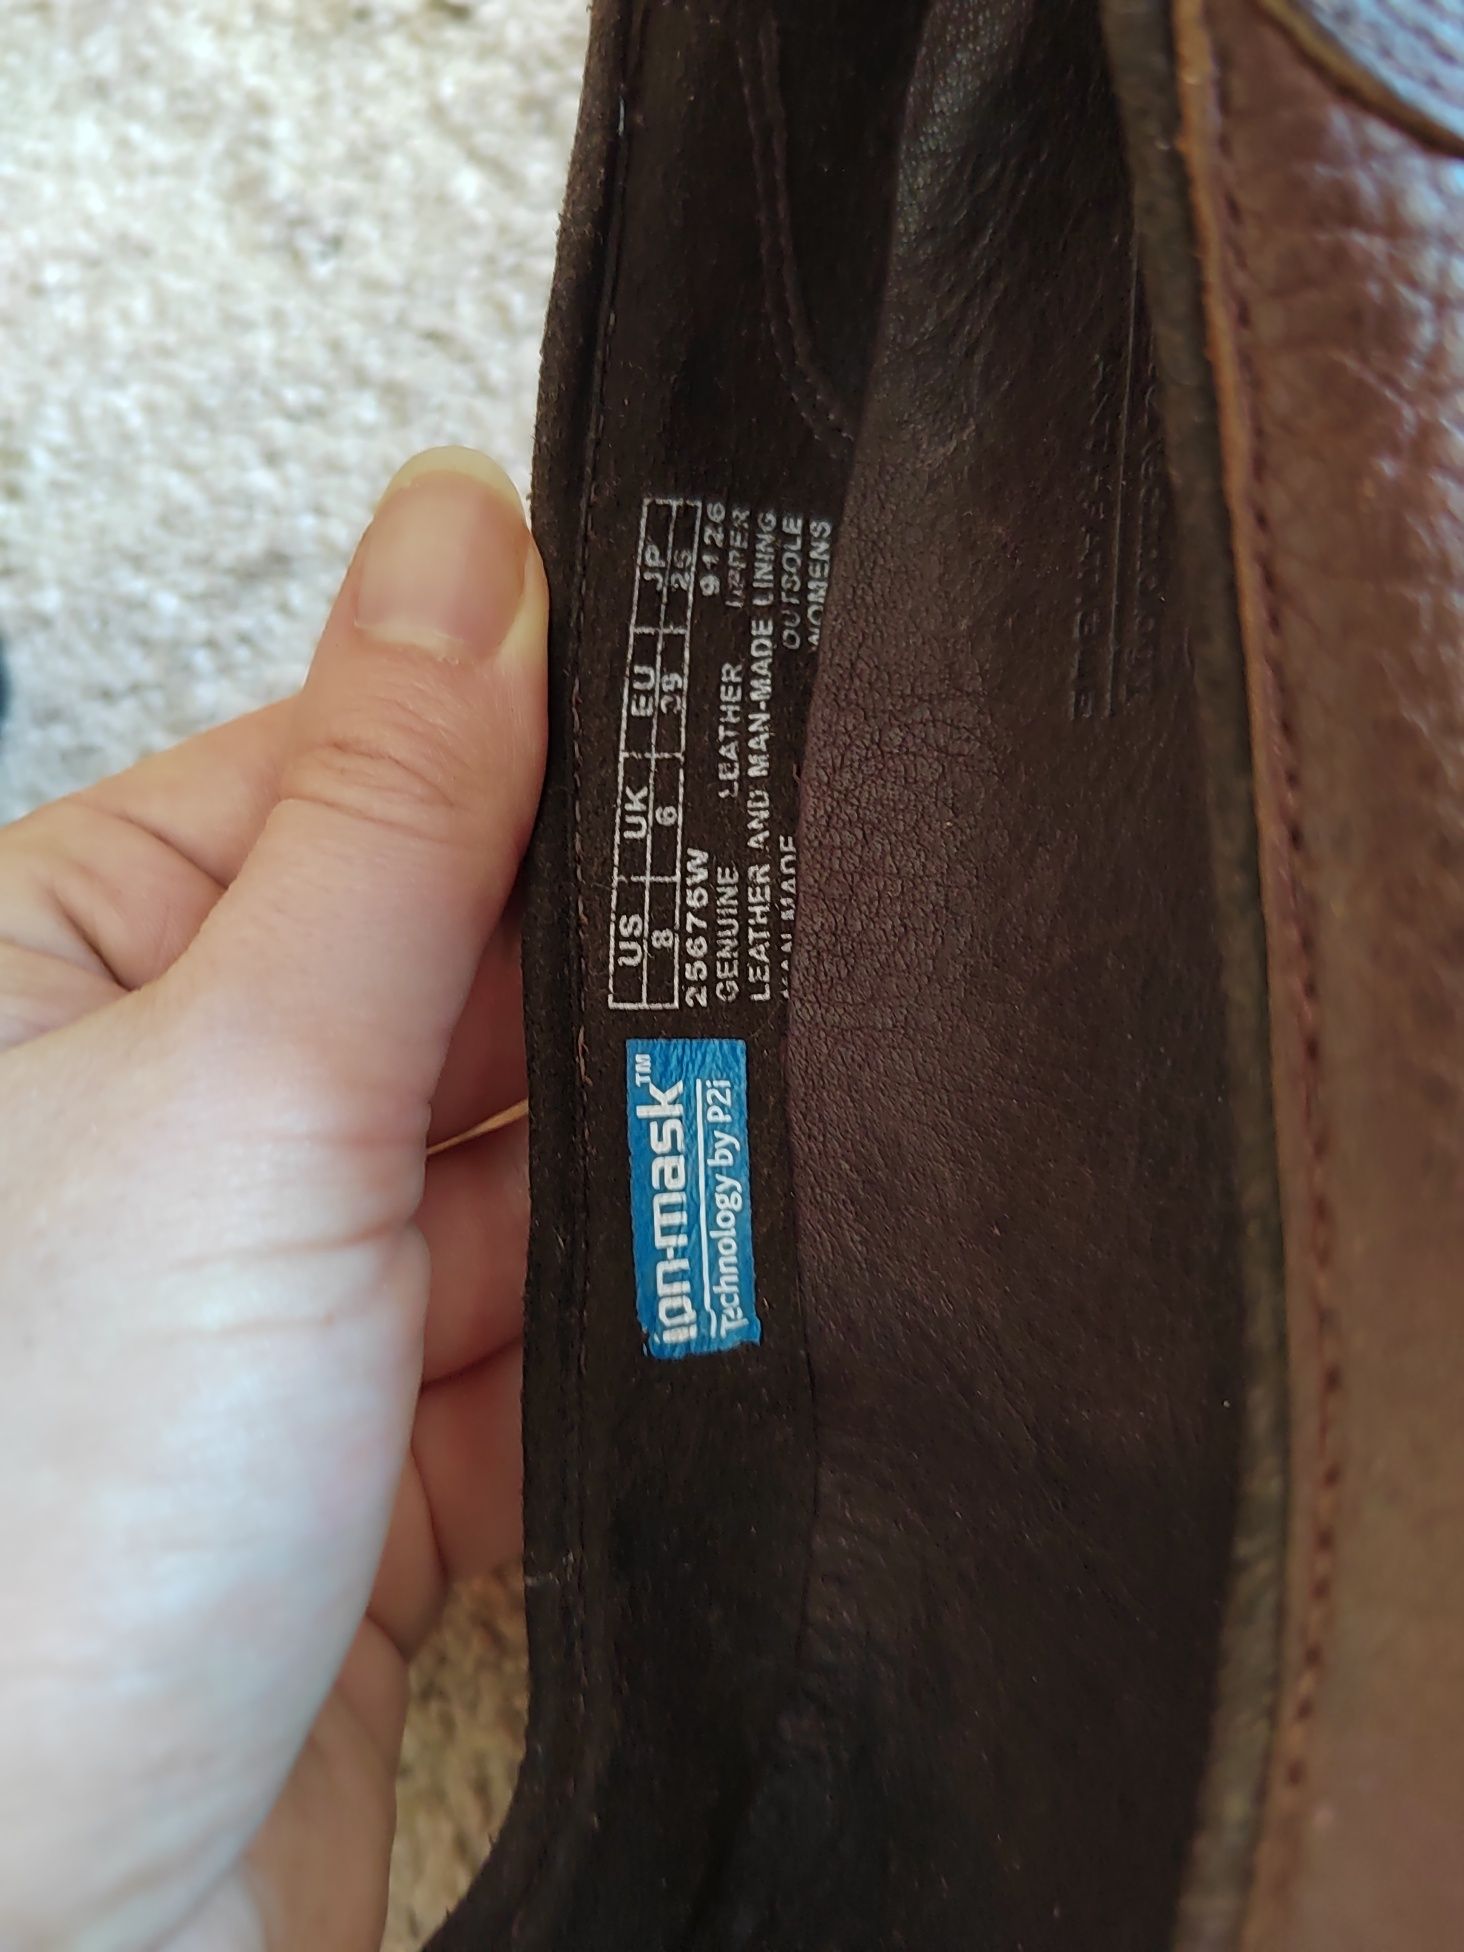 US UK EU JP
8 6 39 25
25675W 9126
GENUINE LEATHER UPPER
LEATHER AND MAN-MADE LINING
MAN MADE OUTSOLE
WOMENS
ion-mask™
Technology by P2i